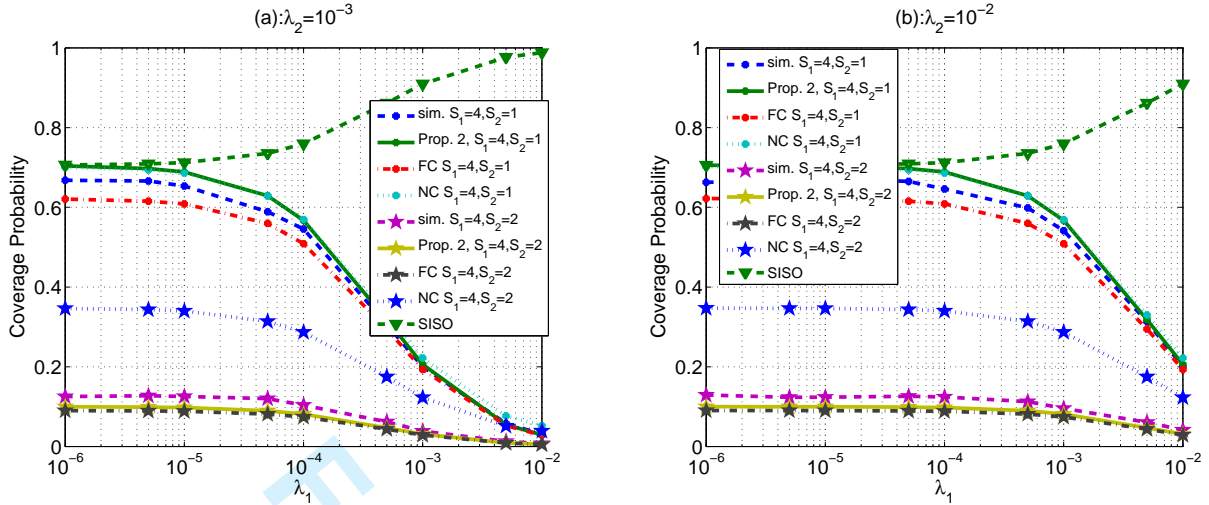 (a):λ₂=10⁻³
Coverage Probability
1
0.8
0.6
0.4
0.2
0
10⁻⁶ 10⁻⁵ 10⁻⁴ 10⁻³ 10⁻²
λ₁
sim. S₁=4,S₂=1
Prop. 2, S₁=4,S₂=1
FC S₁=4,S₂=1
NC S₁=4,S₂=1
sim. S₁=4,S₂=2
Prop. 2, S₁=4,S₂=2
FC S₁=4,S₂=2
NC S₁=4,S₂=2
SISO
(b):λ₂=10⁻²
Coverage Probability
1
0.8
0.6
0.4
0.2
0
10⁻⁶ 10⁻⁵ 10⁻⁴ 10⁻³ 10⁻²
λ₁
sim. S₁=4,S₂=1
Prop. 2, S₁=4,S₂=1
FC S₁=4,S₂=1
NC S₁=4,S₂=1
sim. S₁=4,S₂=2
Prop. 2, S₁=4,S₂=2
FC S₁=4,S₂=2
NC S₁=4,S₂=2
SISO